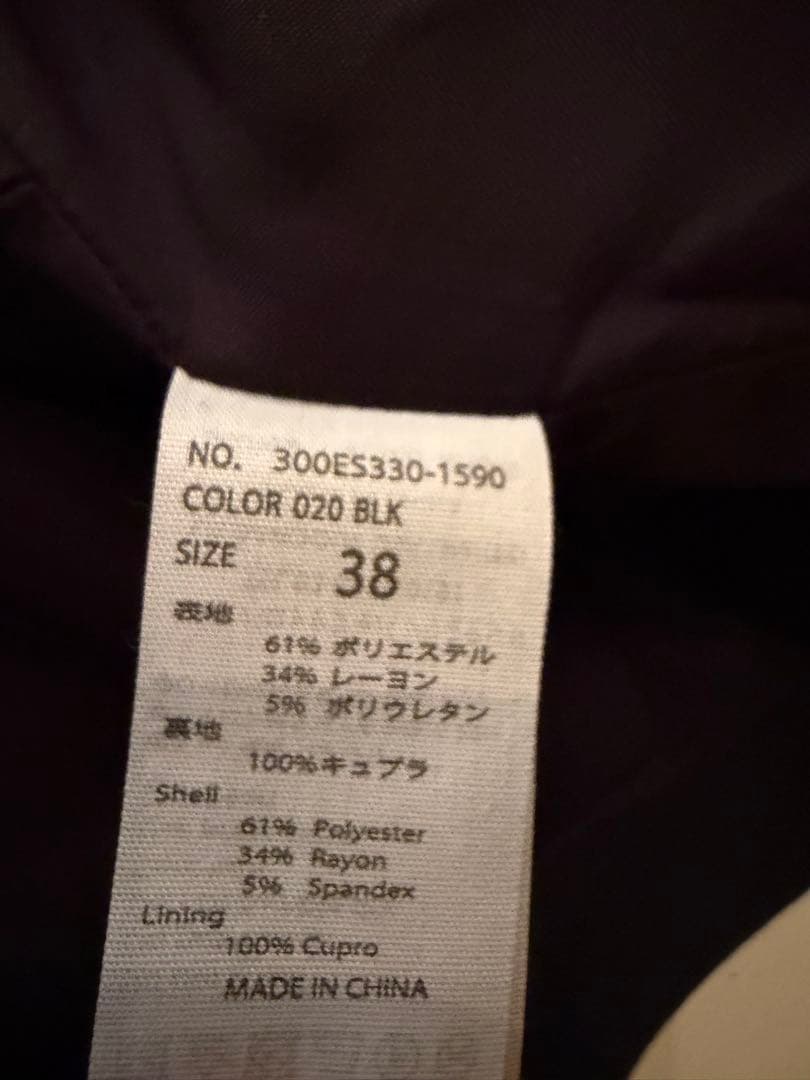 NO. 300ES330-1590
COLOR 020 BLK
SIZE 38
表地
61% ポリエステル
34% レーヨン
5% ポリウレタン
裏地
100%キュプラ
Shell
61% Polyester
34% Rayon
5% Spandex
Lining
100% Cupro
MADE IN CHINA